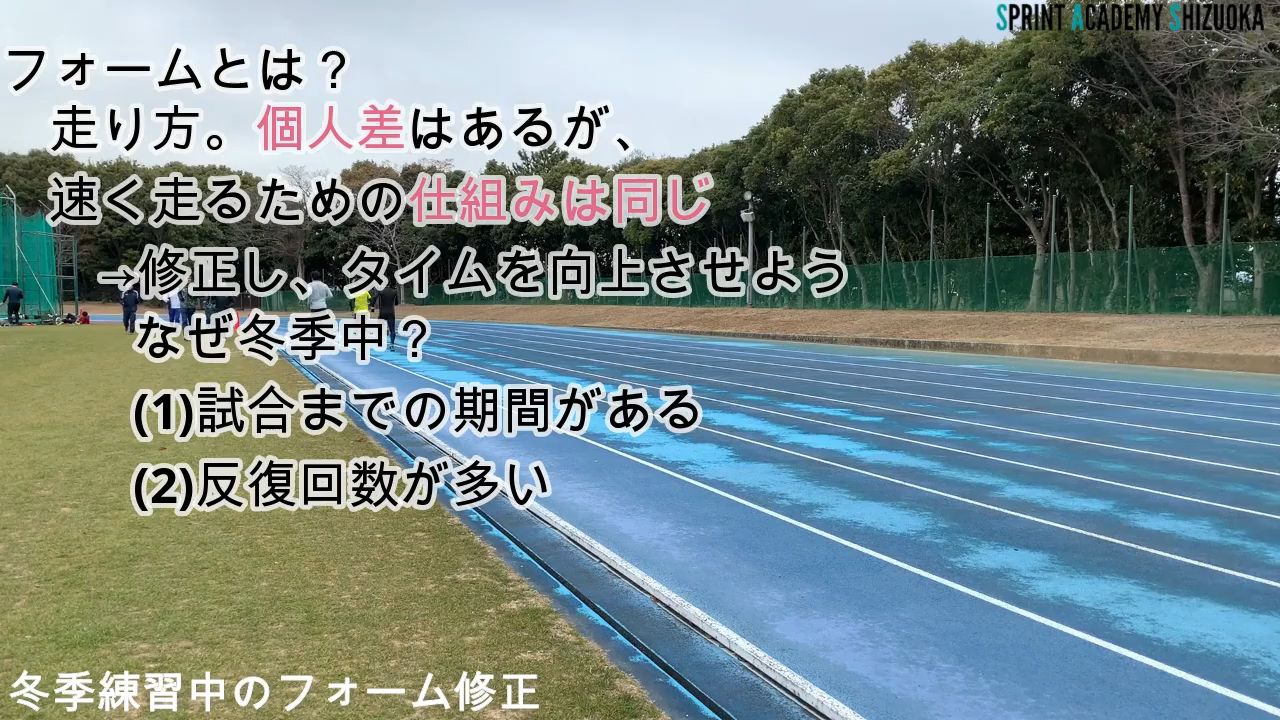 SPRINT ACADEMY SHIZUOKA
フォームとは？
走り方。個人差はあるが、
速く走るための仕組みは同じ
→修正し、タイムを向上させよう
なぜ冬季中？
(1)試合までの期間がある
(2)反復回数が多い
冬季練習中のフォーム修正